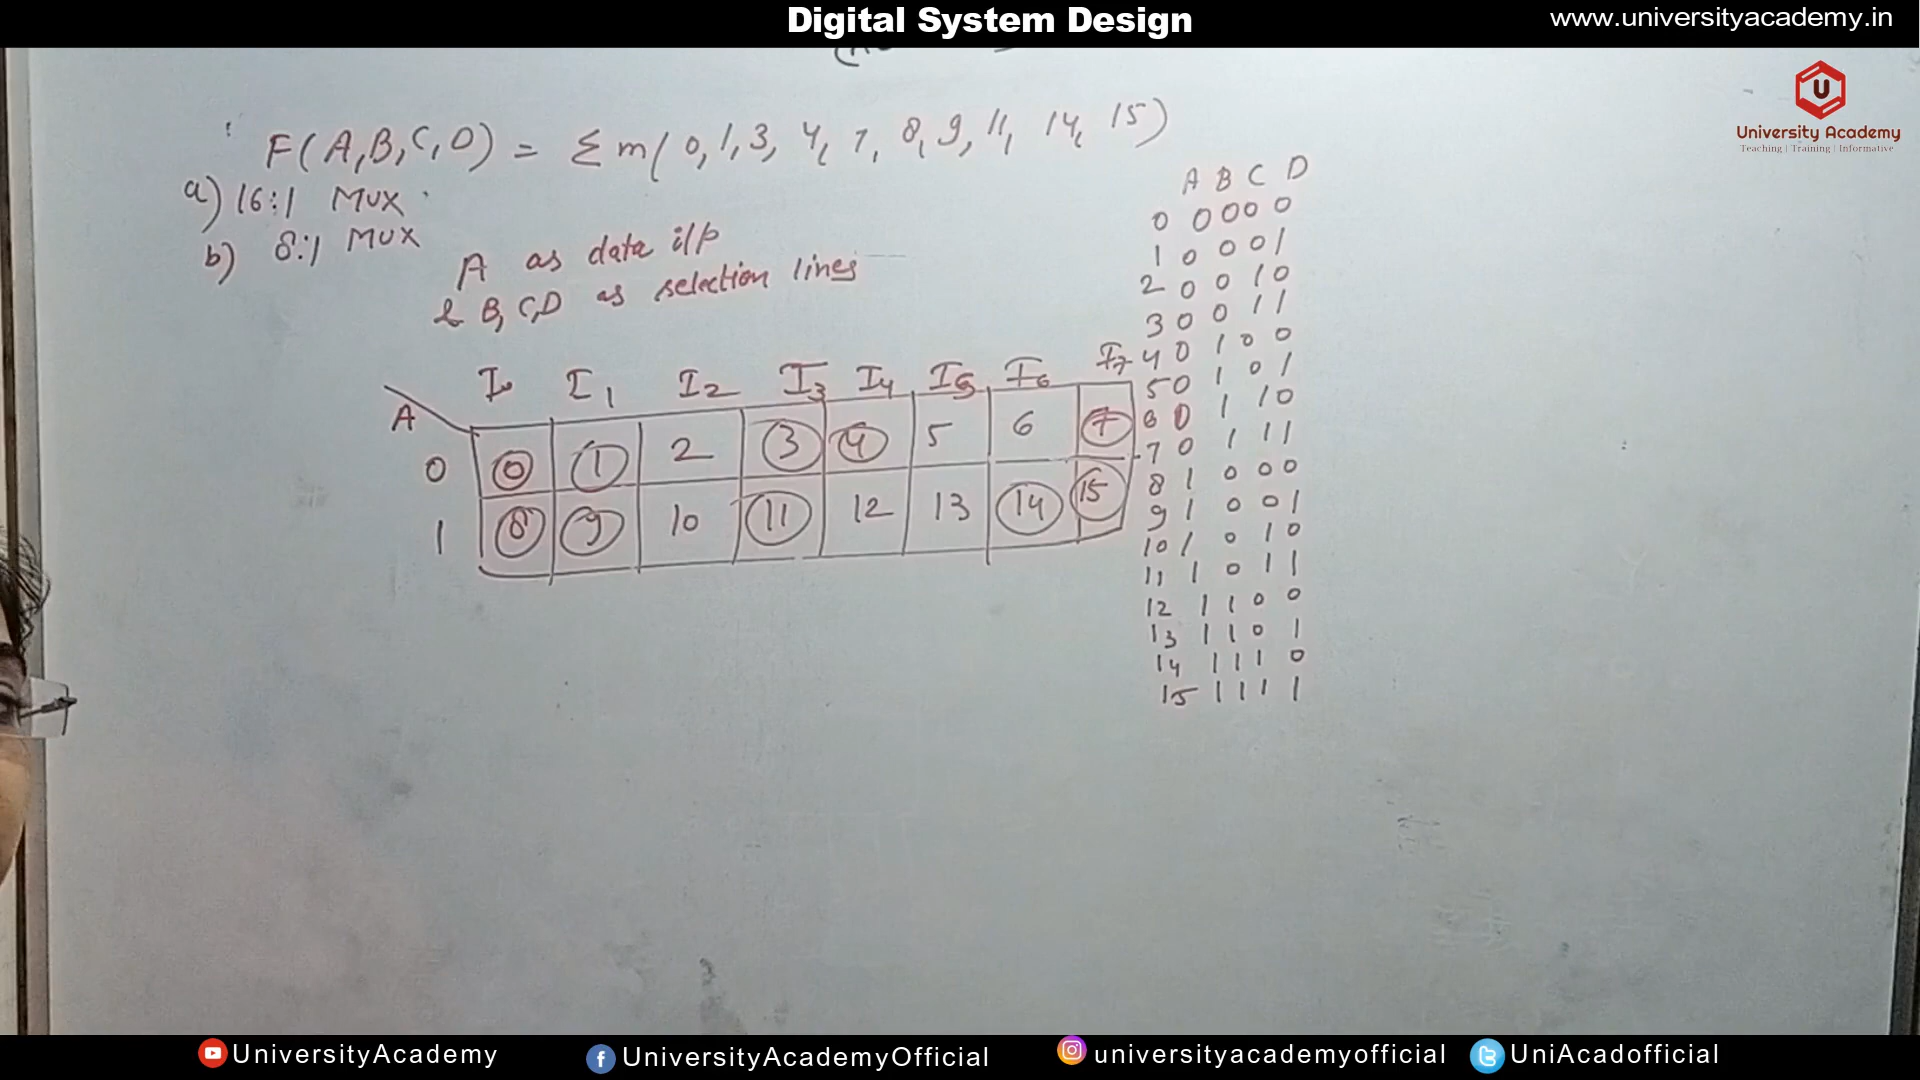 Digital System Design
www.universityacademy.in
U
University Academy
Teaching | Training | Informative
F(A,B,C,D) = Σm(0,1,3,4,7,8,9,11,14,15)
a) 16:1 MUX
b) 8:1 MUX
A as data i/p
& B,C,D as selection lines
I0 I1 I2 I3 I4 I5 I6 I7
A
0 0 1 2 3 4 5 6 7
1 8 9 10 11 12 13 14 15
A B C D
0 0 0 0 0
1 0 0 0 1
2 0 0 1 0
3 0 0 1 1
4 0 1 0 0
5 0 1 0 1
6 0 1 1 0
7 0 1 1 1
8 1 0 0 0
9 1 0 0 1
10 1 0 1 0
11 1 0 1 1
12 1 1 0 0
13 1 1 0 1
14 1 1 1 0
15 1 1 1 1
UniversityAcademy
UniversityAcademyOfficial
universityacademyofficial
UniAcadofficial